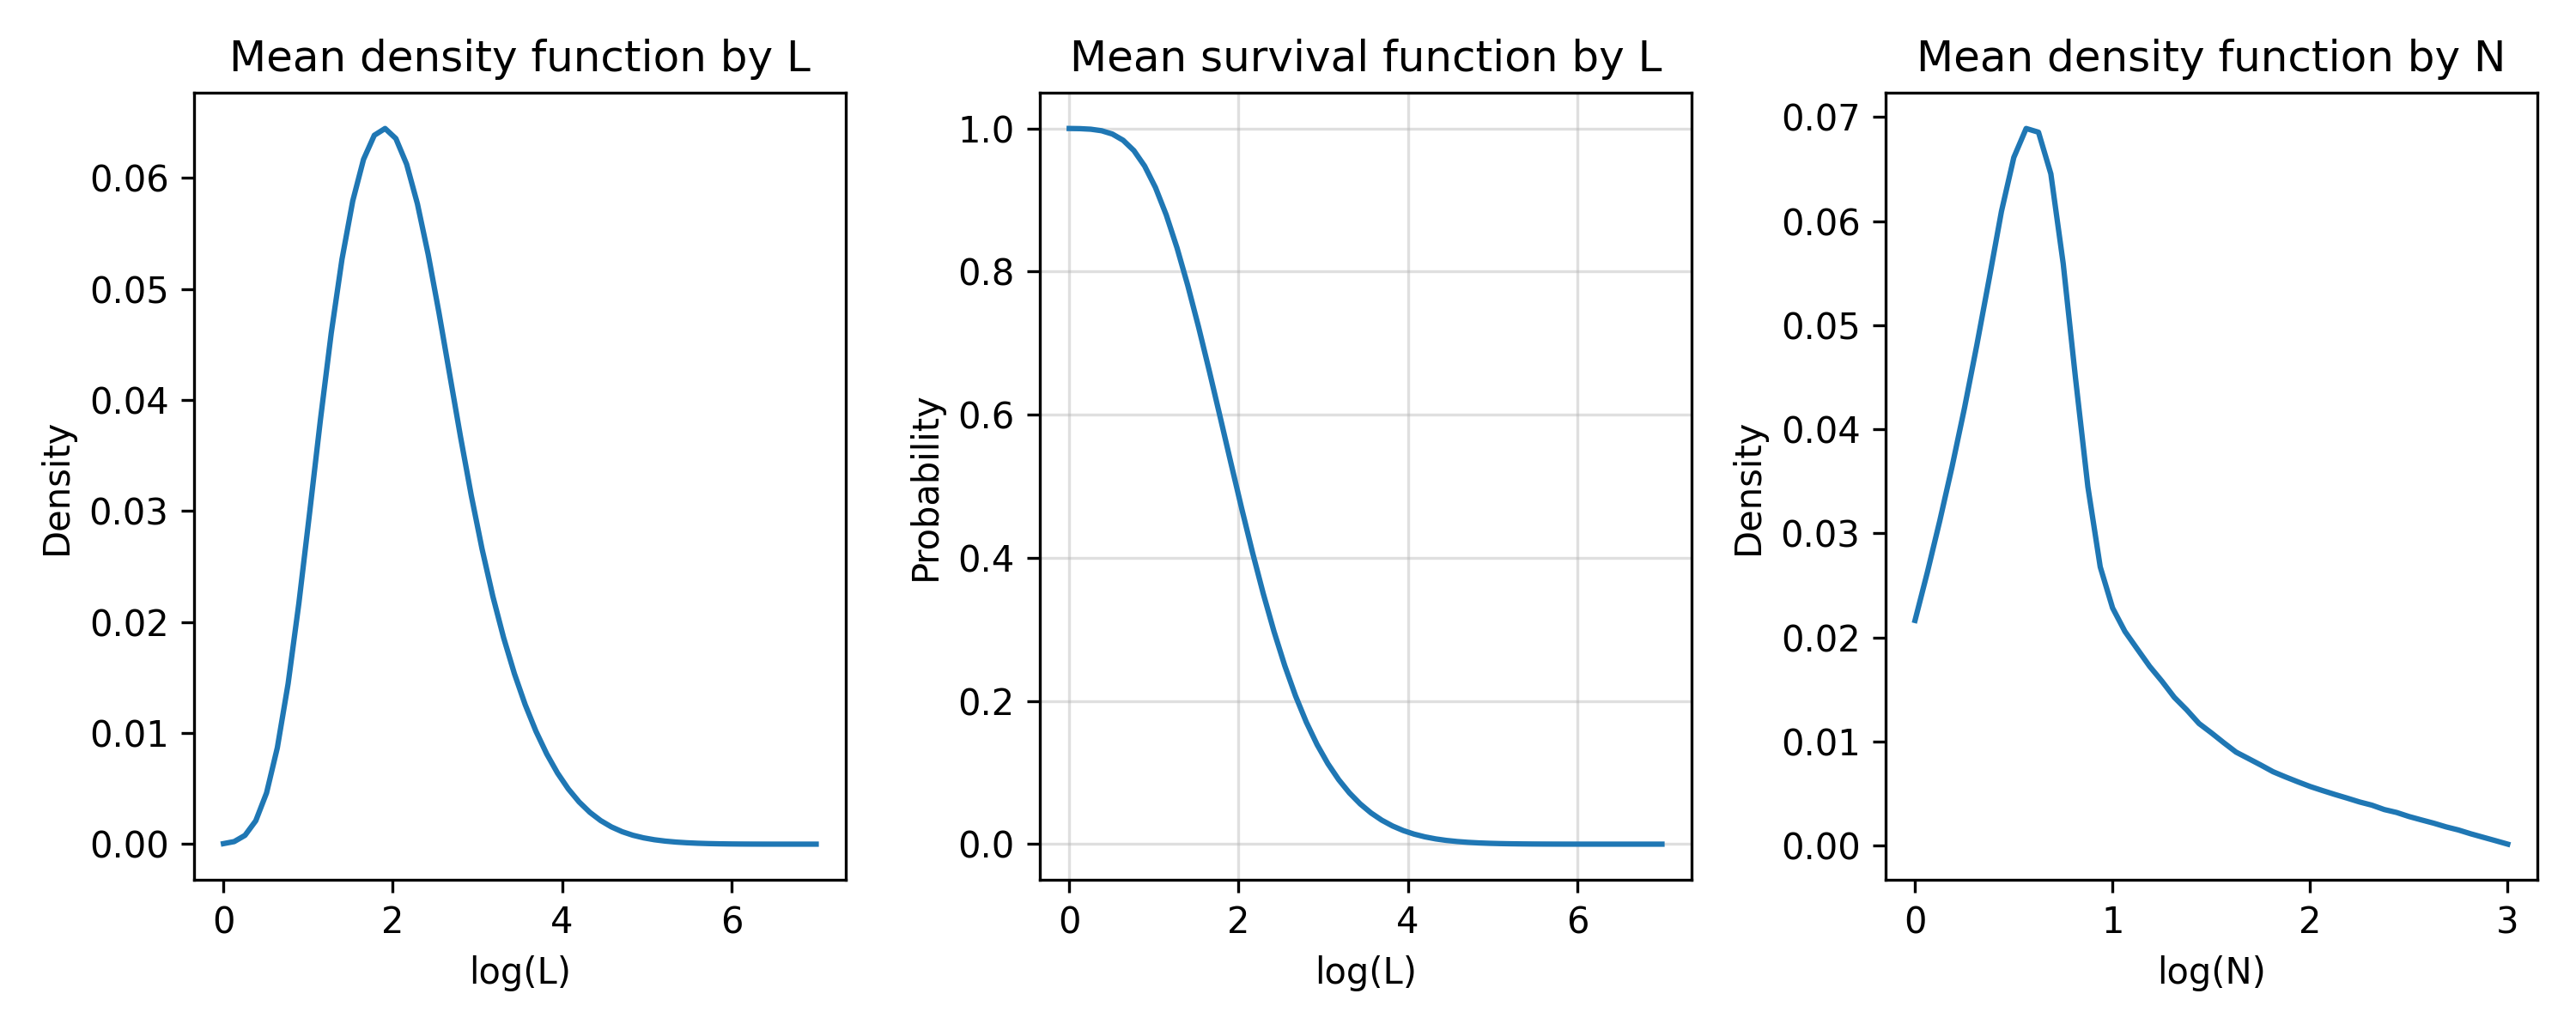 Mean density function by L
Density
0.06
0.05
0.04
0.03
0.02
0.01
0.00
0 2 4 6
log(L)
Mean survival function by L
Probability
1.0
0.8
0.6
0.4
0.2
0.0
0 2 4 6
log(L)
Mean density function by N
Density
0.07
0.06
0.05
0.04
0.03
0.02
0.01
0.00
0 1 2 3
log(N)